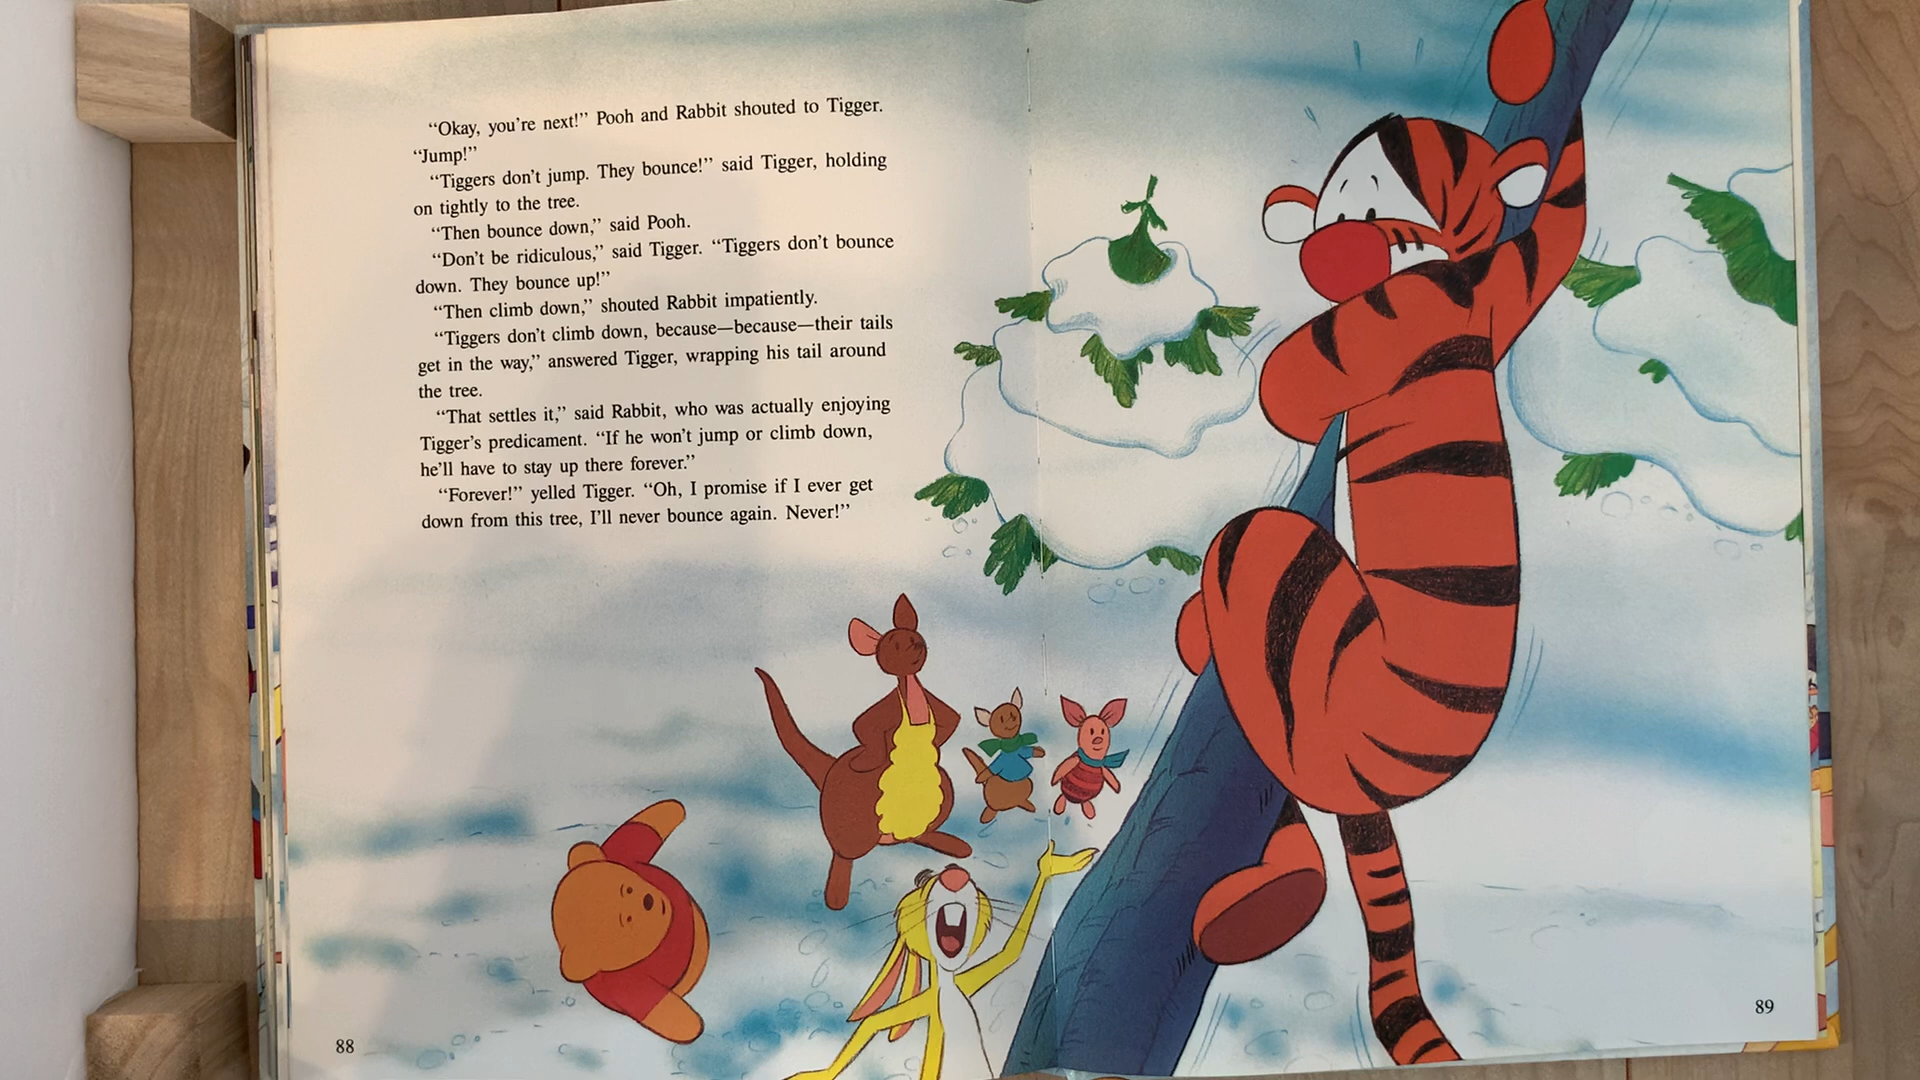 “Okay, you’re next!” Pooh and Rabbit shouted to Tigger.
“Jump!”
“Tiggers don’t jump. They bounce!” said Tigger, holding
on tightly to the tree.
“Then bounce down,” said Pooh.
“Don’t be ridiculous,” said Tigger. “Tiggers don’t bounce
down. They bounce up!”
“Then climb down,” shouted Rabbit impatiently.
“Tiggers don’t climb down, because—because—their tails
get in the way,” answered Tigger, wrapping his tail around
the tree.
“That settles it,” said Rabbit, who was actually enjoying
Tigger’s predicament. “If he won’t jump or climb down,
he’ll have to stay up there forever.”
“Forever!” yelled Tigger. “Oh, I promise if I ever get
down from this tree, I’ll never bounce again. Never!”
88
89